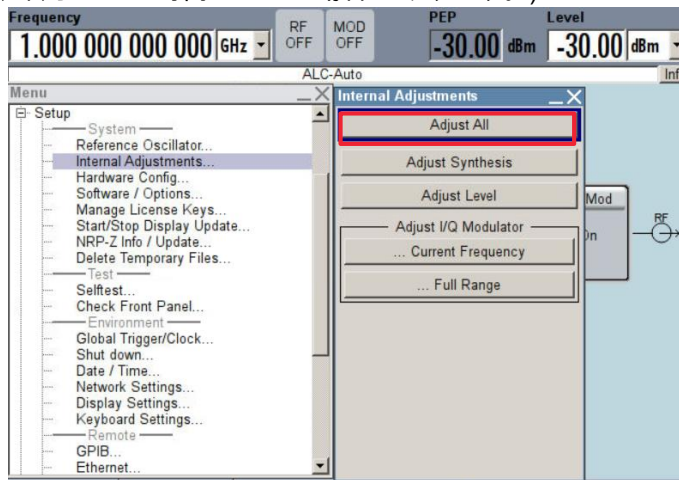 Frequency
RF
OFF
MOD
OFF
PEP
Level
1.000 000 000 000 GHz
-30.00 dBm
-30.00 dBm
ALC-Auto
Inf
Menu
Setup
System
Reference Oscillator...
Internal Adjustments...
Hardware Config...
Software / Options...
Manage License Keys...
Start/Stop Display Update...
NRP-Z Info / Update...
Delete Temporary Files...
Test
Selftest...
Check Front Panel...
Environment
Global Trigger/Clock...
Shut down...
Date / Time...
Network Settings...
Display Settings...
Keyboard Settings...
Remote
GPIB...
Ethernet...
Internal Adjustments
Adjust All
Adjust Synthesis
Adjust Level
Adjust I/Q Modulator
... Current Frequency
... Full Range
Mod
On
RF